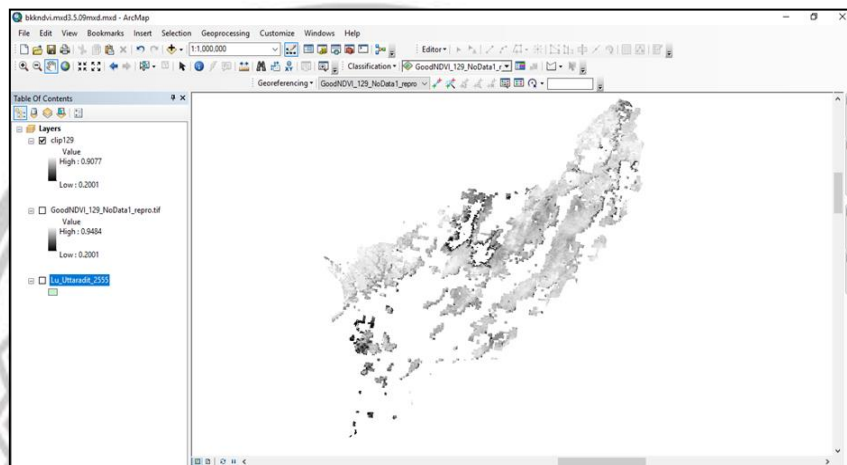 bkkndvi.mxd3.5.09mxd.mxd - ArcMap
File Edit View Bookmarks Insert Selection Geoprocessing Customize Windows Help
1:1,000,000 Editor
Classification GoodNDVI_129_NoData1_r
Georeferencing GoodNDVI_129_NoData1_repro
Table Of Contents
Layers
clip129
Value
High : 0.9077
Low : 0.2001
GoodNDVI_129_NoData1_repro.tif
Value
High : 0.9484
Low : 0.2001
Lu_Uttaradit_2555